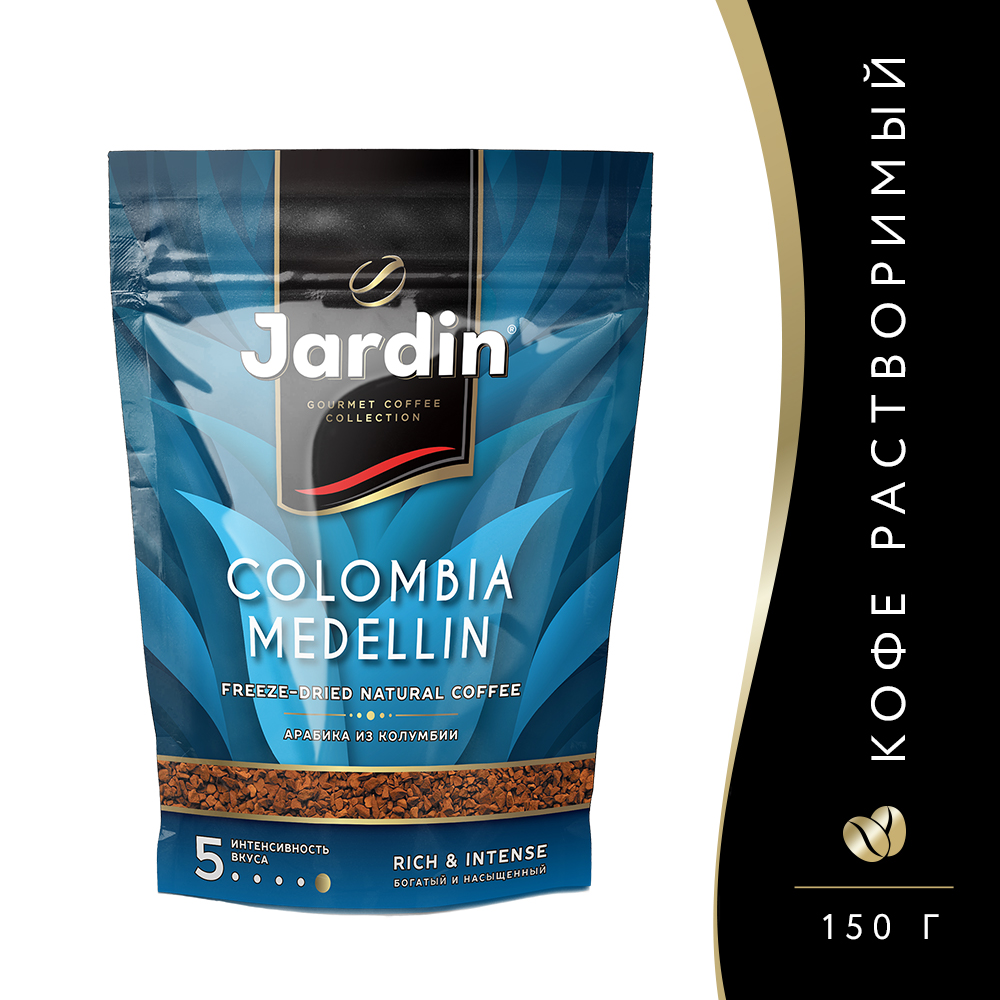 Jardin®
GOURMET COFFEE
COLLECTION
COLOMBIA
MEDELLIN
FREEZE-DRIED NATURAL COFFEE
АРАБИКА ИЗ КОЛУМБИИ
5 ИНТЕНСИВНОСТЬ
ВКУСА
RICH & INTENSE
БОГАТЫЙ И НАСЫЩЕННЫЙ
КОФЕ РАСТВОРИМЫЙ
150 Г